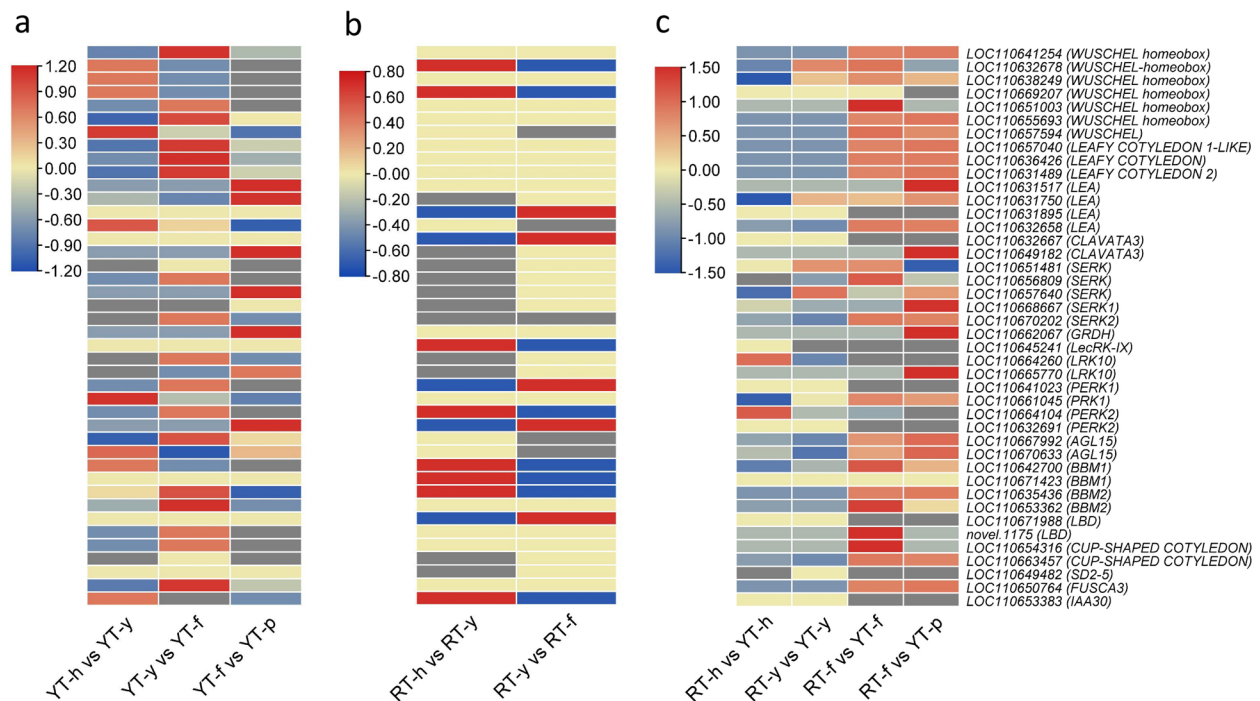 a
b
c
1.20
0.90
0.60
0.30
0.00
-0.30
-0.60
-0.90
-1.20
0.80
0.60
0.40
0.20
-0.00
-0.20
-0.40
-0.60
-0.80
1.50
1.00
0.50
0.00
-0.50
-1.00
-1.50
LOC110641254 (WUSCHEL homeobox)
LOC110632678 (WUSCHEL-homeobox)
LOC110638249 (WUSCHEL homeobox)
LOC110669207 (WUSCHEL homeobox)
LOC110651003 (WUSCHEL homeobox)
LOC110655693 (WUSCHEL homeobox)
LOC110657594 (WUSCHEL)
LOC110657040 (LEAFY COTYLEDON 1-LIKE)
LOC110636426 (LEAFY COTYLEDON)
LOC110631489 (LEAFY COTYLEDON 2)
LOC110631517 (LEA)
LOC110631750 (LEA)
LOC110631895 (LEA)
LOC110632658 (LEA)
LOC110632667 (CLAVATA3)
LOC110649182 (CLAVATA3)
LOC110651481 (SERK)
LOC110656809 (SERK)
LOC110657640 (SERK)
LOC110668667 (SERK1)
LOC110670202 (SERK2)
LOC110662067 (GRDH)
LOC110645241 (LecRK-IX)
LOC110664260 (LRK10)
LOC110665770 (LRK10)
LOC110641023 (PERK1)
LOC110661045 (PRK1)
LOC110664104 (PERK2)
LOC110632691 (PERK2)
LOC110667992 (AGL15)
LOC110670633 (AGL15)
LOC110642700 (BBM1)
LOC110671423 (BBM1)
LOC110635436 (BBM2)
LOC110653362 (BBM2)
LOC110671988 (LBD)
novel.1175 (LBD)
LOC110654316 (CUP-SHAPED COTYLEDON)
LOC110663457 (CUP-SHAPED COTYLEDON)
LOC110649482 (SD2-5)
LOC110650764 (FUSCA3)
LOC110653383 (IAA30)
YT-h vs YT-y
YT-y vs YT-f
YT-f vs YT-p
RT-h vs RT-y
RT-y vs RT-f
RT-h vs YT-h
RT-y vs YT-y
RT-f vs YT-f
RT-f vs YT-p